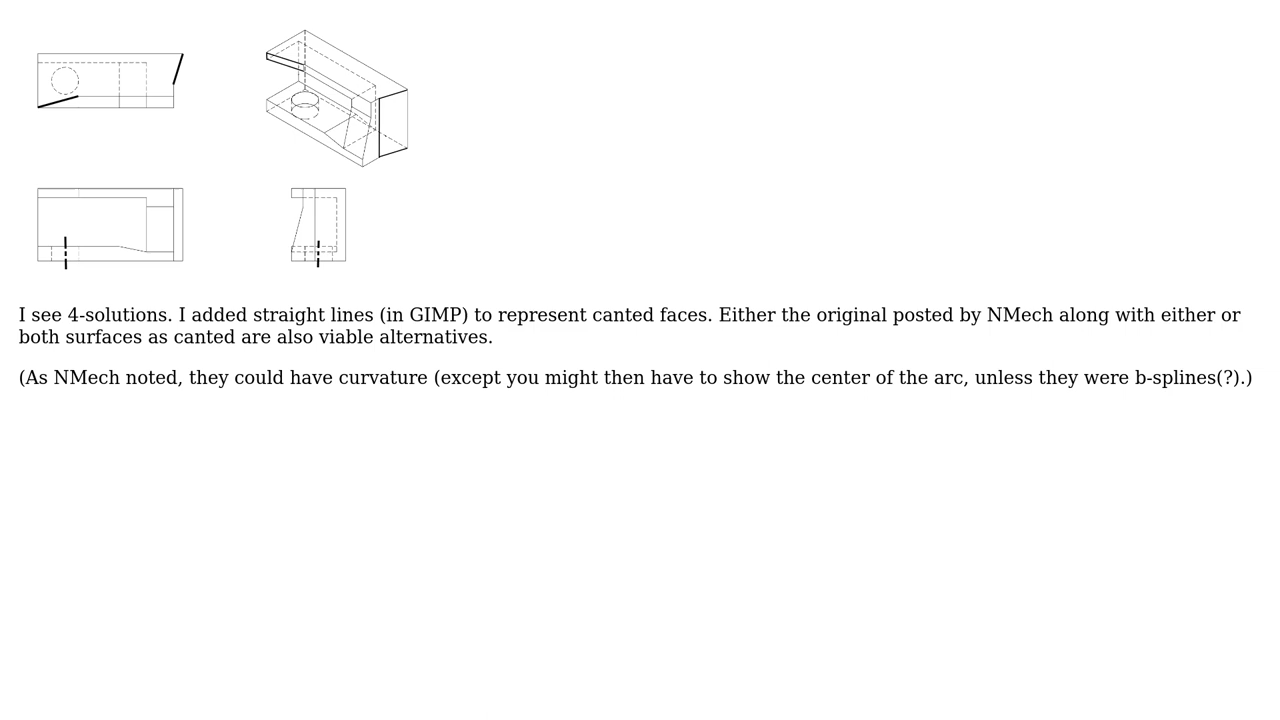 I see 4-solutions. I added straight lines (in GIMP) to represent canted faces. Either the original posted by NMech along with either or
both surfaces as canted are also viable alternatives.
(As NMech noted, they could have curvature (except you might then have to show the center of the arc, unless they were b-splines(?).)